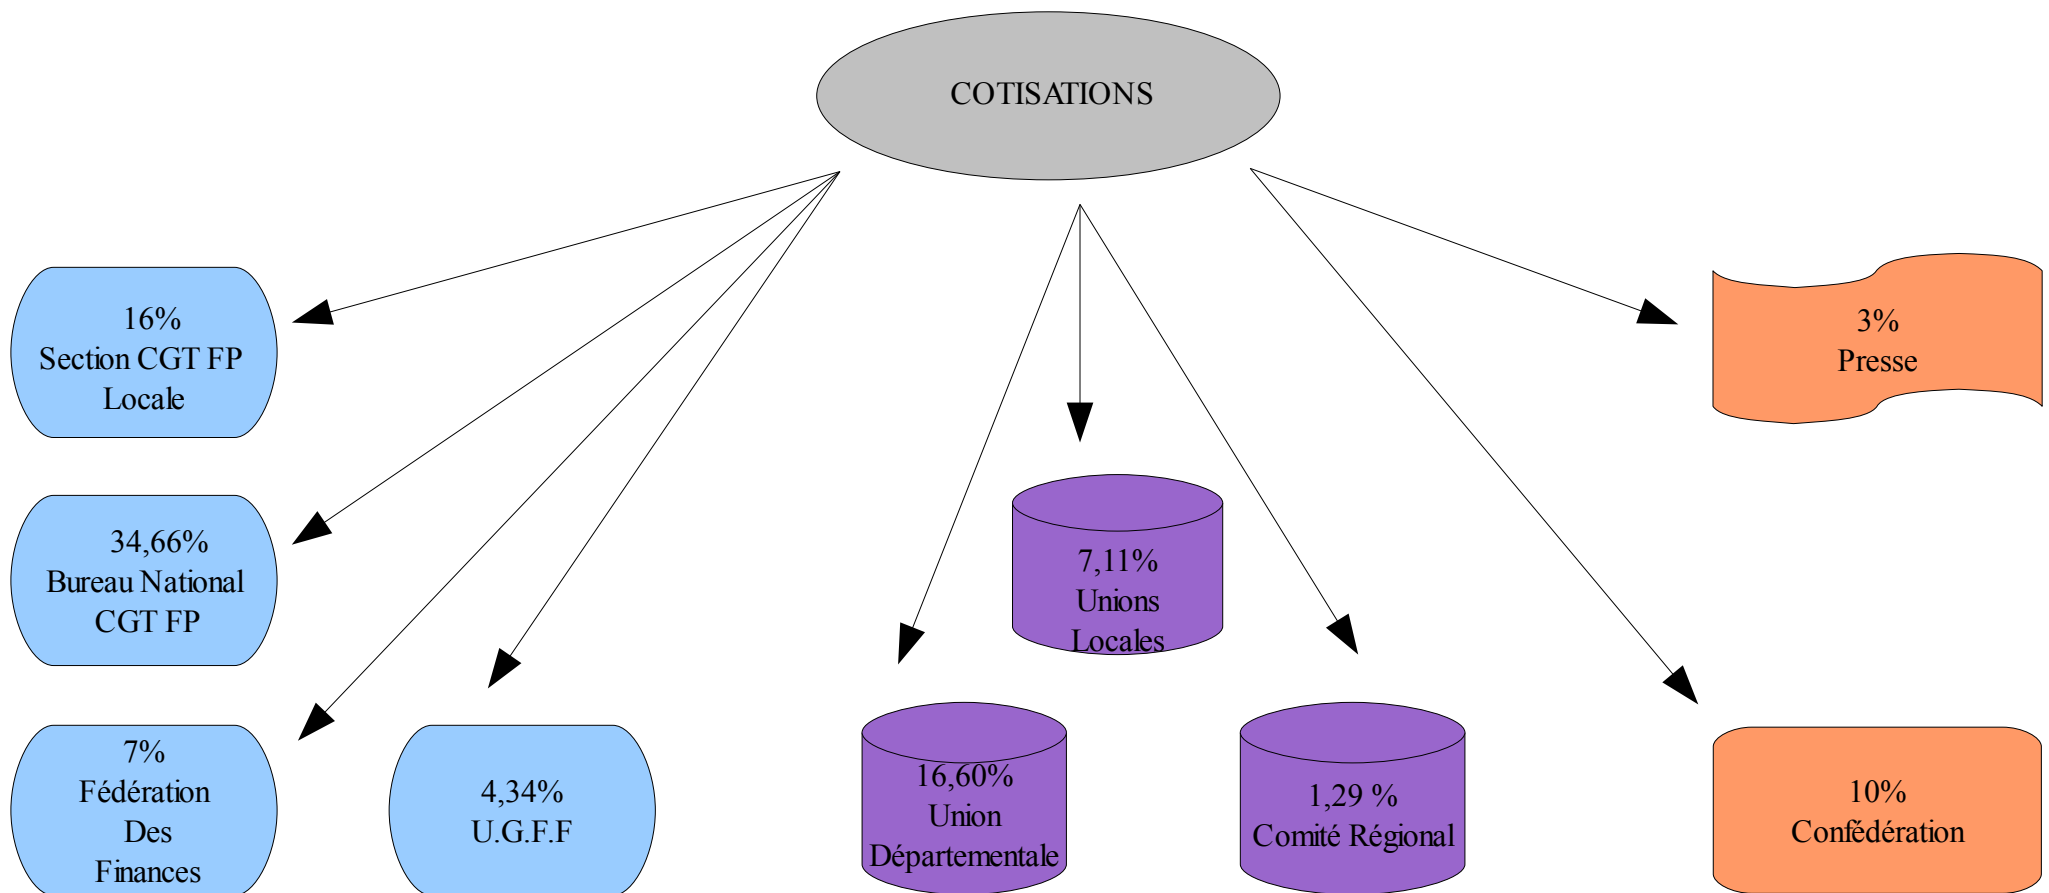 COTISATIONS
16%
Section CGT FP
Locale
34,66%
Bureau National
CGT FP
7%
Fédération
Des
Finances
4,34%
U.G.F.F
7,11%
Unions
Locales
16,60%
Union
Départementale
1,29 %
Comité Régional
3%
Presse
10%
Confédération